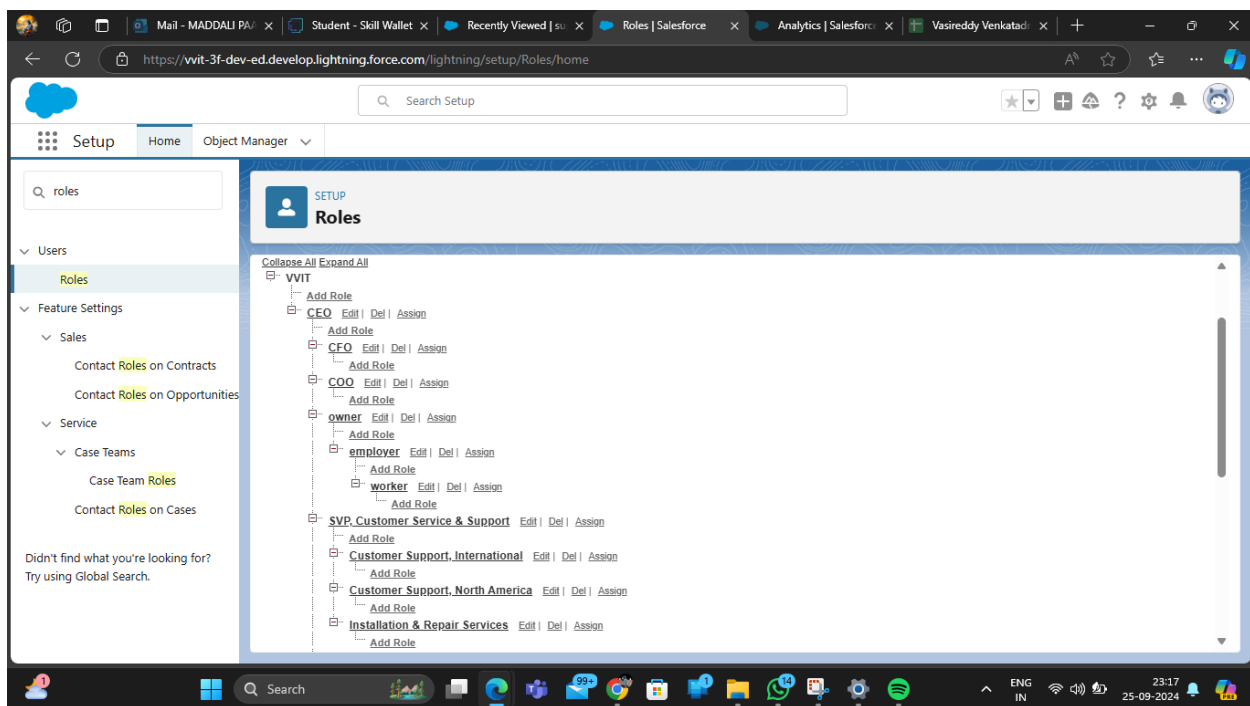 Mail - MADDALI PAA
Student - Skill Wallet
Recently Viewed | su
Roles | Salesforce
Analytics | Salesforce
Vasireddy Venkatadr
https://vvit-3f-dev-ed.develop.lightning.force.com/lightning/setup/Roles/home
Search Setup
Setup
Home
Object Manager
roles
SETUP
Roles
Users
Roles
Feature Settings
Sales
Contact Roles on Contracts
Contact Roles on Opportunities
Service
Case Teams
Case Team Roles
Contact Roles on Cases
Didn't find what you're looking for?
Try using Global Search.
Collapse All Expand All
VVIT
Add Role
CEO Edit | Del | Assign
Add Role
CFO Edit | Del | Assign
Add Role
COO Edit | Del | Assign
Add Role
owner Edit | Del | Assign
Add Role
employer Edit | Del | Assign
Add Role
worker Edit | Del | Assign
Add Role
SVP, Customer Service & Support Edit | Del | Assign
Add Role
Customer Support, International Edit | Del | Assign
Add Role
Customer Support, North America Edit | Del | Assign
Add Role
Installation & Repair Services Edit | Del | Assign
Add Role
1
Search
99+
1
14
ENG
IN
23:17
25-09-2024
PRE